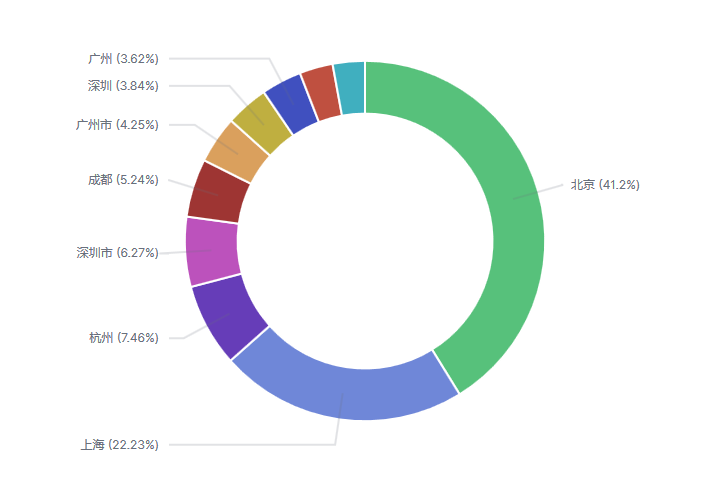 广州 (3.62%)
深圳 (3.84%)
广州市 (4.25%)
成都 (5.24%)
北京 (41.2%)
深圳市 (6.27%)
杭州 (7.46%)
上海 (22.23%)